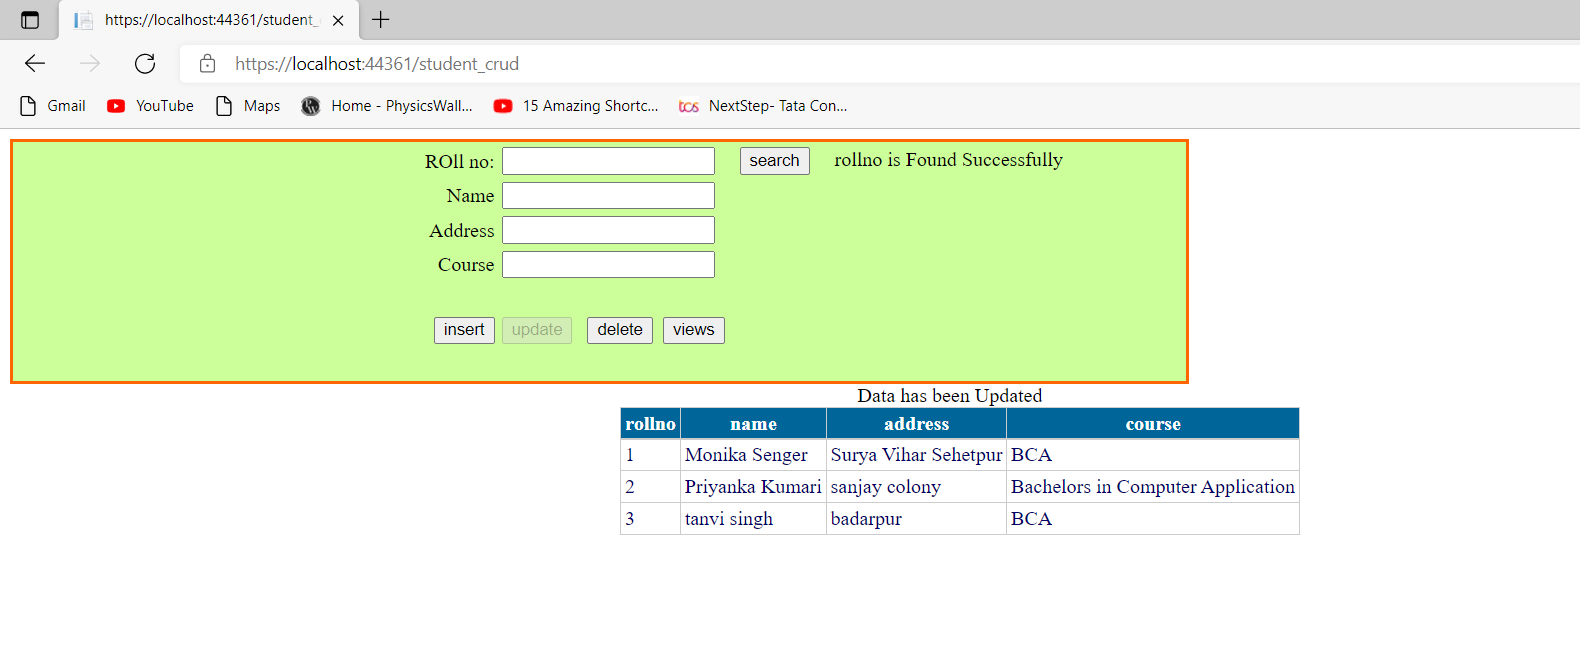 https://localhost:44361/student_
https://localhost:44361/student_crud
Gmail YouTube Maps Home - PhysicsWall... 15 Amazing Shortc... tcs NextStep- Tata Con...
ROll no: search rollno is Found Successfully
Name
Address
Course
insert update delete views
Data has been Updated
rollno name address course
1 Monika Senger Surya Vihar Sehetpur BCA
2 Priyanka Kumari sanjay colony Bachelors in Computer Application
3 tanvi singh badarpur BCA